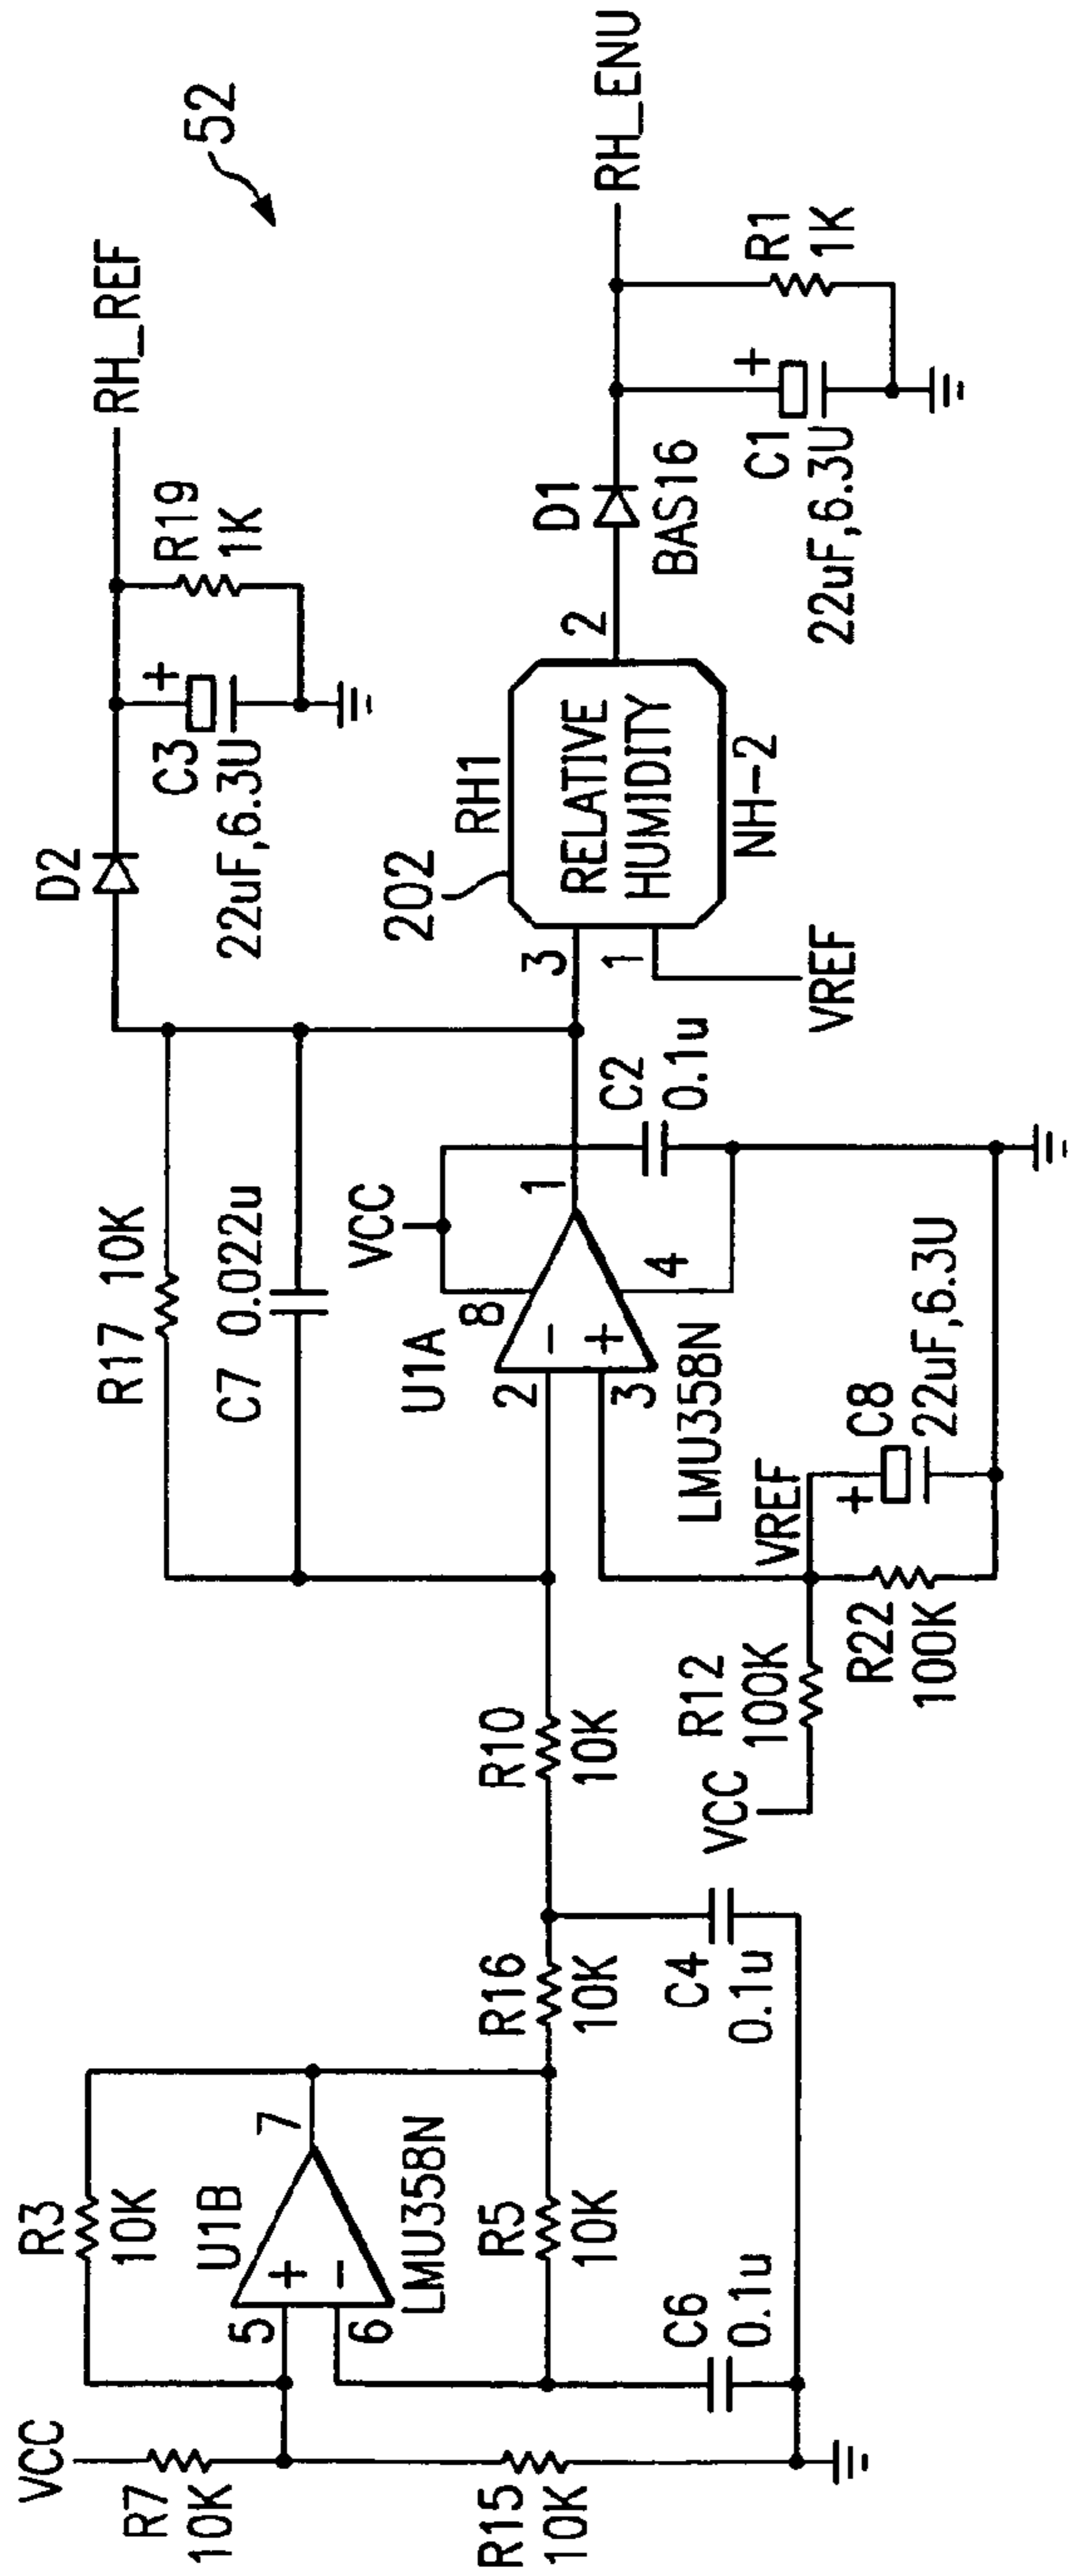 VCC
R7
10K
R15
10K
R3
10K
5
6
7
+
−
U1B
LMU358N
R5
10K
C6
0.1u
R16
10K
C4
0.1u
R10
10K
VCC
R12
100K
VREF
R22
100K
+
C8
22uF,6.3U
R17 10K
C7 0.022u
U1A
2
3
8
4
1
−
+
LMU358N
VCC
C2
0.1u
3
1
VREF
202
RH1
RELATIVE
HUMIDITY
NH-2
2
D2
C3
+
22uF,6.3U
R19
1K
RH_REF
52
D1
BAS16
C1
+
22uF,6.3U
R1
1K
RH_ENU